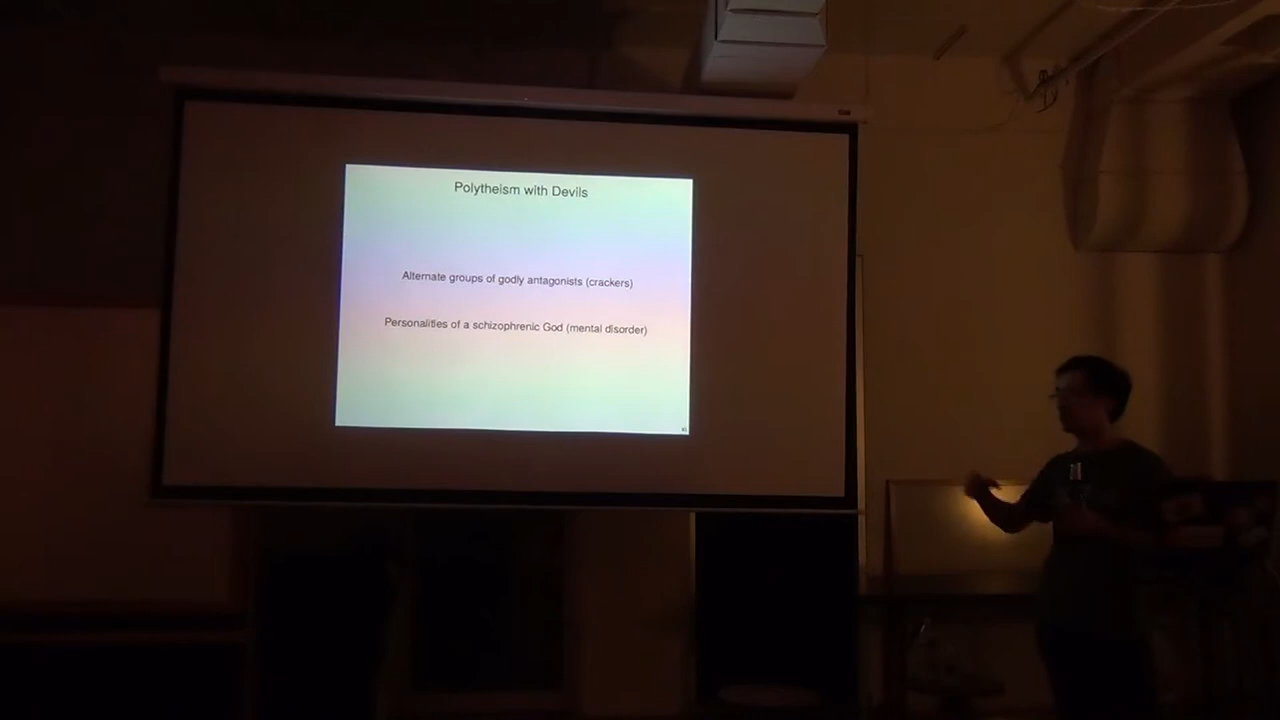 Polytheism with Devils
Alternate groups of godly antagonists (crackers)
Personalities of a schizophrenic God (mental disorder)